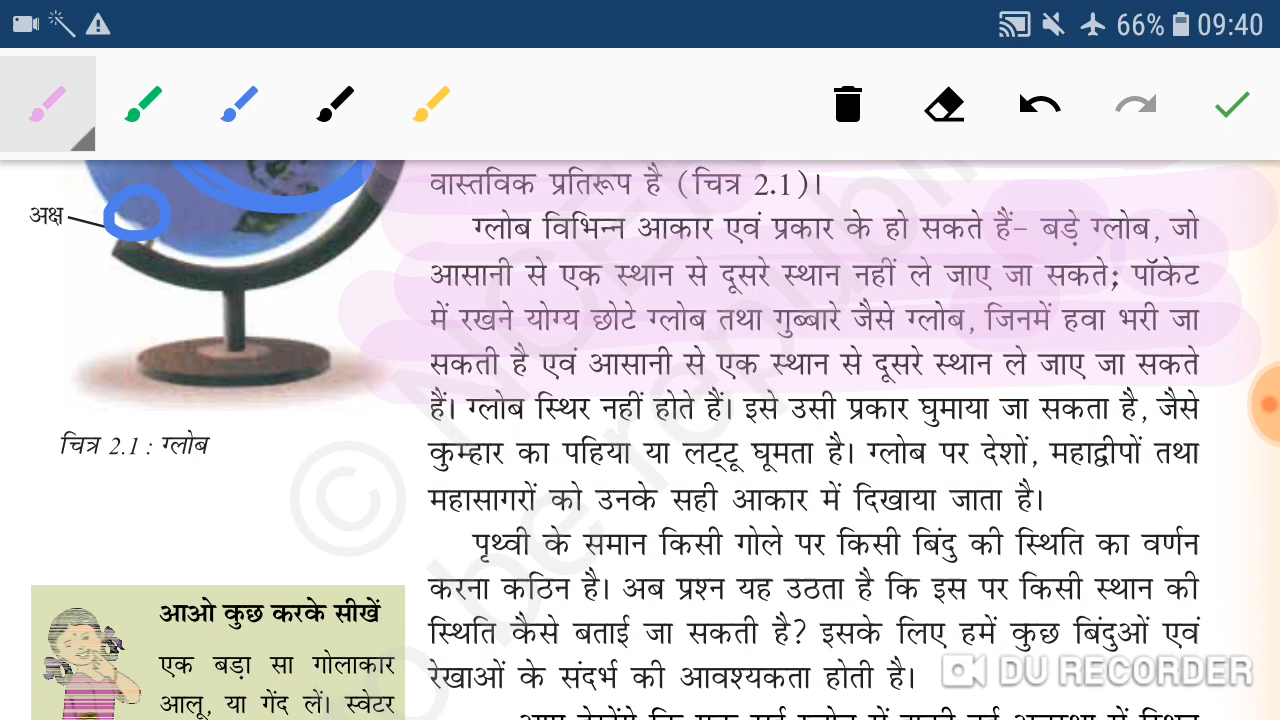 66% 09:40
वास्तविक प्रतिरूप है (चित्र 2.1)।
अक्ष
ग्लोब विभिन्न आकार एवं प्रकार के हो सकते हैं– बड़े ग्लोब, जो
आसानी से एक स्थान से दूसरे स्थान नहीं ले जाए जा सकते; पॉकेट
में रखने योग्य छोटे ग्लोब तथा गुब्बारे जैसे ग्लोब, जिनमें हवा भरी जा
सकती है एवं आसानी से एक स्थान से दूसरे स्थान ले जाए जा सकते
हैं। ग्लोब स्थिर नहीं होते हैं। इसे उसी प्रकार घुमाया जा सकता है, जैसे
कुम्हार का पहिया या लट्टू घूमता है। ग्लोब पर देशों, महाद्वीपों तथा
महासागरों को उनके सही आकार में दिखाया जाता है।
चित्र 2.1 : ग्लोब
पृथ्वी के समान किसी गोले पर किसी बिंदु की स्थिति का वर्णन
करना कठिन है। अब प्रश्न यह उठता है कि इस पर किसी स्थान की
स्थिति कैसे बताई जा सकती है? इसके लिए हमें कुछ बिंदुओं एवं
रेखाओं के संदर्भ की आवश्यकता होती है।
आओ कुछ करके सीखें
एक बड़ा सा गोलाकार
आलू, या गेंद लें। स्वेटर
DU RECORDER
© NCE
be republi